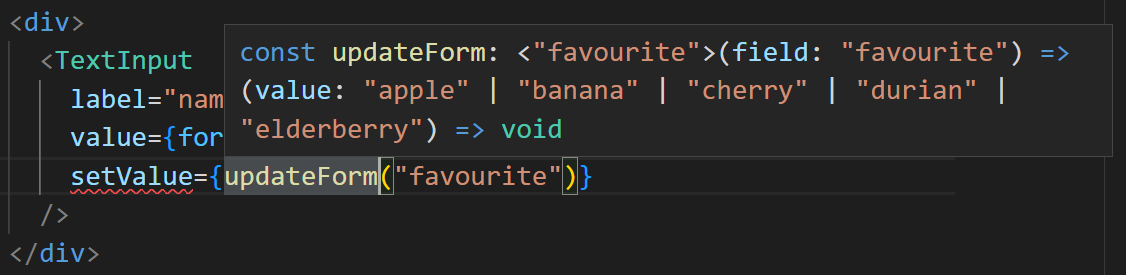 <div>
<TextInput
const updateForm: <"favourite">(field: "favourite") =>
(value: "apple" | "banana" | "cherry" | "durian" |
"elderberry") => void
label="nam
value={for
setValue={updateForm("favourite")}
/>
</div>